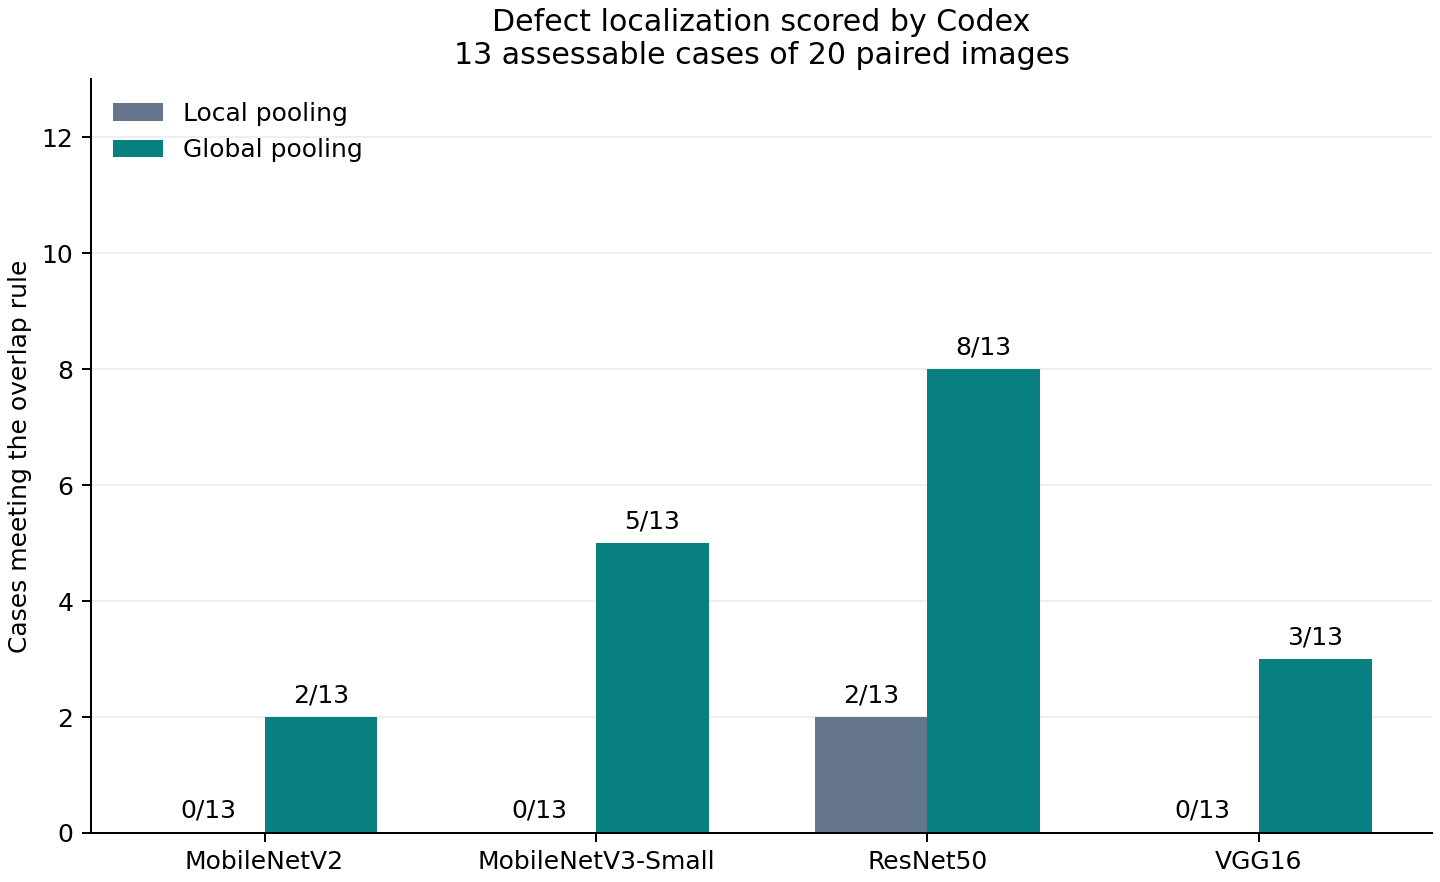 Defect localization scored by Codex
13 assessable cases of 20 paired images
Local pooling
Global pooling
Cases meeting the overlap rule
12
10
8
6
4
2
0
0/13
2/13
0/13
5/13
2/13
8/13
0/13
3/13
MobileNetV2
MobileNetV3-Small
ResNet50
VGG16